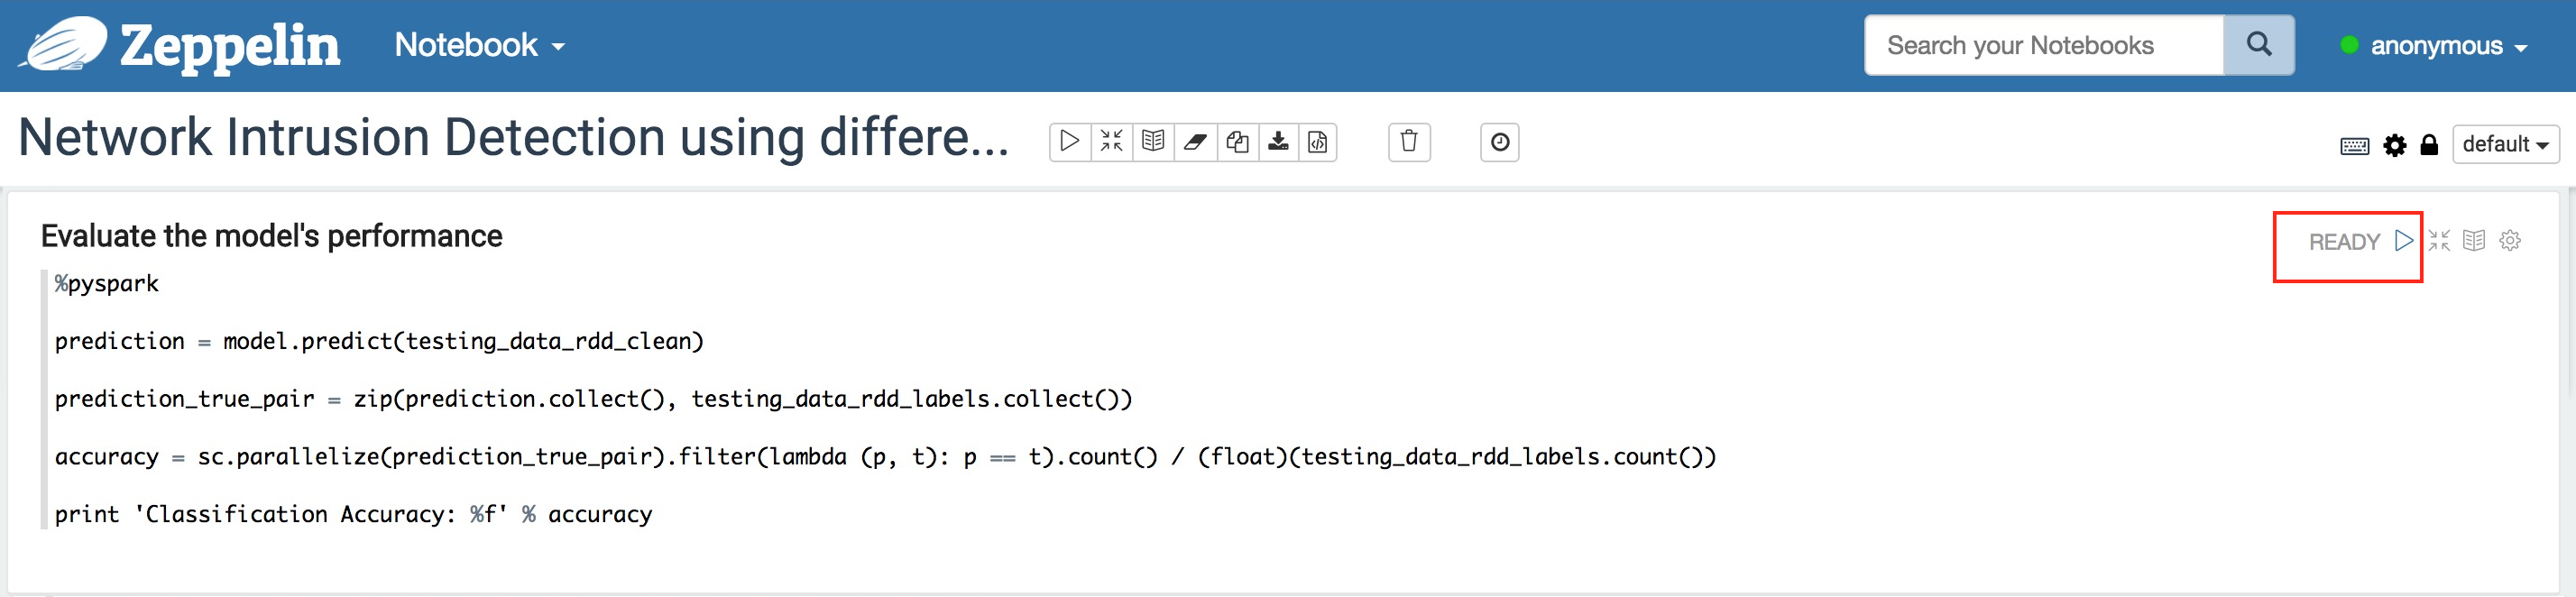 Zeppelin Notebook Search your Notebooks anonymous
Network Intrusion Detection using differe... default
Evaluate the model's performance READY
%pyspark
prediction = model.predict(testing_data_rdd_clean)
prediction_true_pair = zip(prediction.collect(), testing_data_rdd_labels.collect())
accuracy = sc.parallelize(prediction_true_pair).filter(lambda (p, t): p == t).count() / (float)(testing_data_rdd_labels.count())
print 'Classification Accuracy: %f' % accuracy